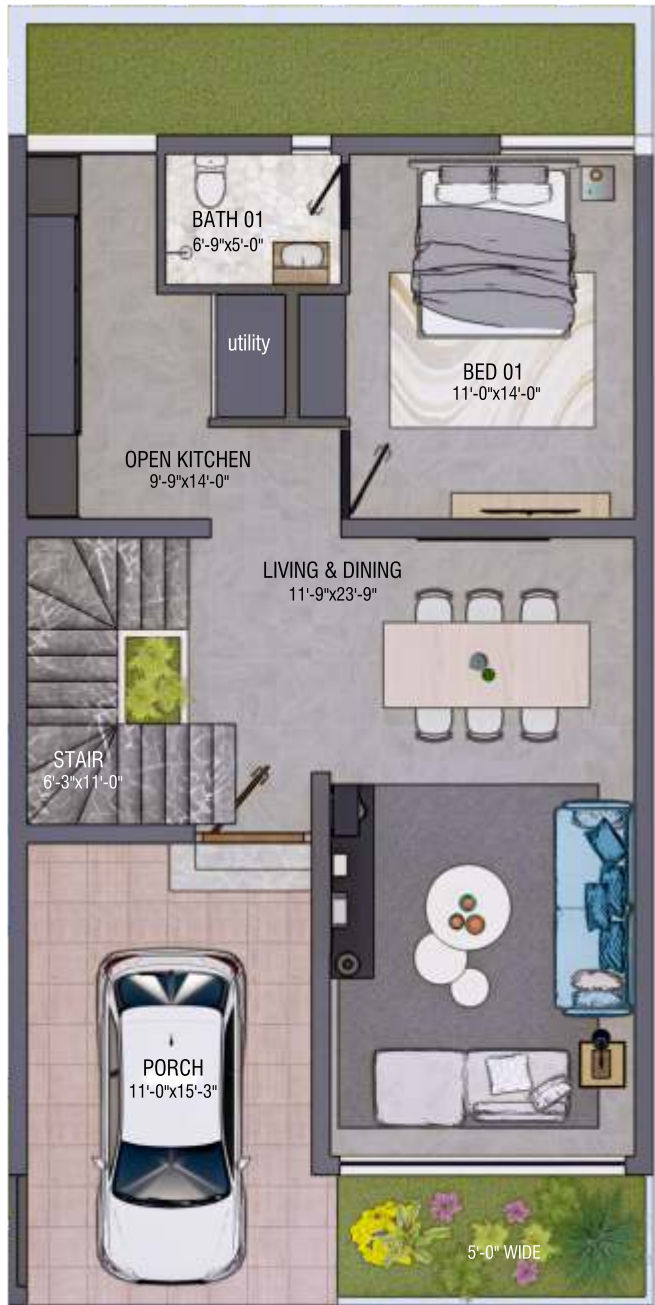 BATH 01
6'-9"x5'-0"
utility
BED 01
11'-0"x14'-0"
OPEN KITCHEN
9'-9"x14'-0"
LIVING & DINING
11'-9"x23'-9"
STAIR
6'-3"x11'-0"
PORCH
11'-0"x15'-3"
5'-0" WIDE